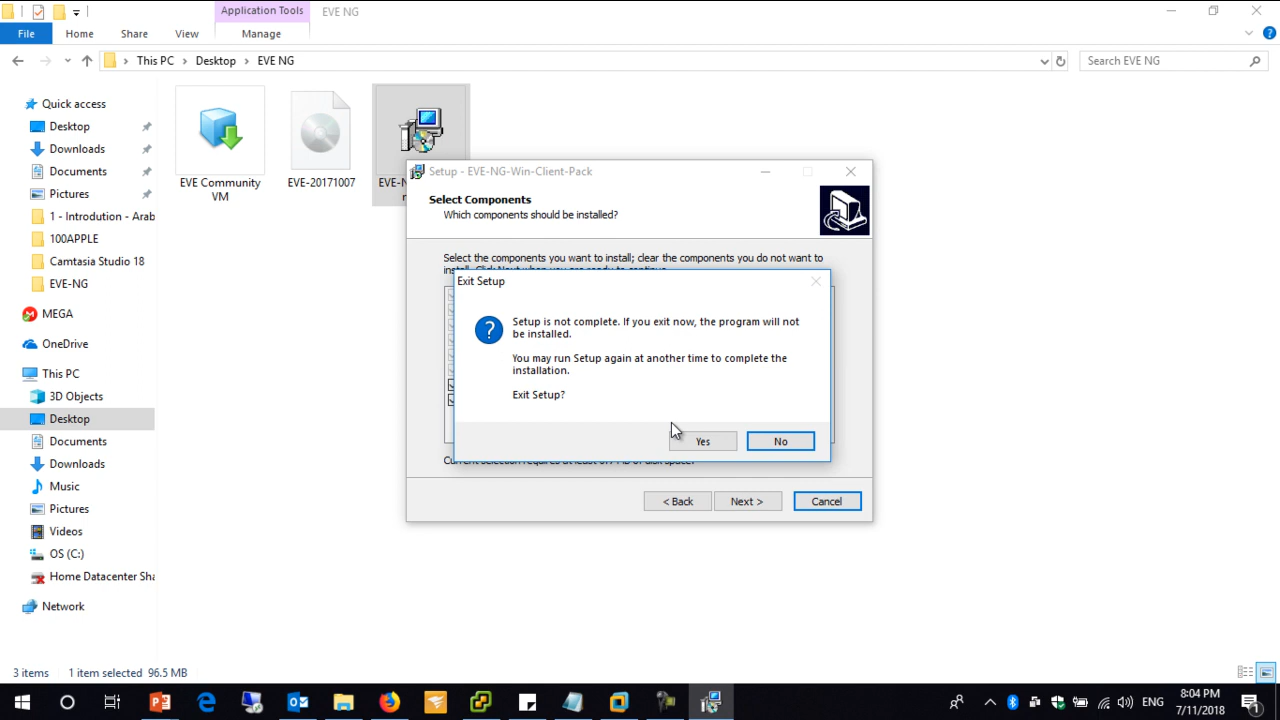 Application Tools
EVE NG
File
Home
Share
View
Manage
This PC
Desktop
EVE NG
Search EVE NG
Quick access
Desktop
Downloads
Documents
Pictures
1 - Introdution - Arab
100APPLE
Camtasia Studio 18
EVE-NG
MEGA
OneDrive
This PC
3D Objects
Desktop
Documents
Downloads
Music
Pictures
Videos
OS (C:)
Home Datacenter Sha
Network
EVE Community
VM
EVE-20171007
Setup - EVE-NG-Win-Client-Pack
Select Components
Which components should be installed?
Select the components you want to install; clear the components you do not want to
Exit Setup
Setup is not complete. If you exit now, the program will not
be installed.
You may run Setup again at another time to complete the
installation.
Exit Setup?
Yes
No
< Back
Next >
Cancel
3 items
1 item selected 96.5 MB
ENG
8:04 PM
7/11/2018